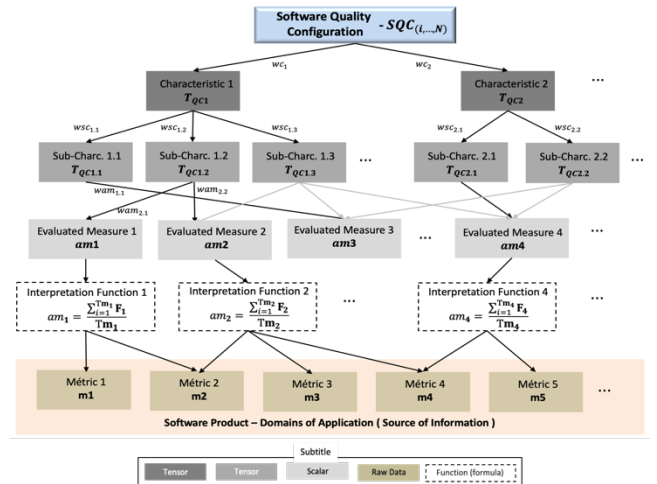 Software Quality
Configuration - SQC(i,...,N)
wc1
wc2
Characteristic 1
TQC1
Characteristic 2
TQC2
...
wsc1.1
wsc1.2
wsc1.3
wsc2.1
wsc2.2
Sub-Charc. 1.1
TQC1.1
Sub-Charc. 1.2
TQC1.2
Sub-Charc. 1.3
TQC1.3
...
Sub-Charc. 2.1
TQC2.1
Sub-Charc. 2.2
TQC2.2
...
wam1.1
wam2.2
wam2.1
Evaluated Measure 1
am1
Evaluated Measure 2
am2
Evaluated Measure 3
am3
...
Evaluated Measure 4
am4
...
Interpretation Function 1
am1 = ∑i=1Tm1 F1 / Tm1
Interpretation Function 2
am2 = ∑i=1Tm2 F2 / Tm2
...
Interpretation Function 4
am4 = ∑i=1Tm4 F4 / Tm4
...
Métric 1
m1
Métric 2
m2
Métric 3
m3
Métric 4
m4
Métric 5
m5
...
Software Product – Domains of Application ( Source of Information )
Subtitle
Tensor
Tensor
Scalar
Raw Data
Function (formula)